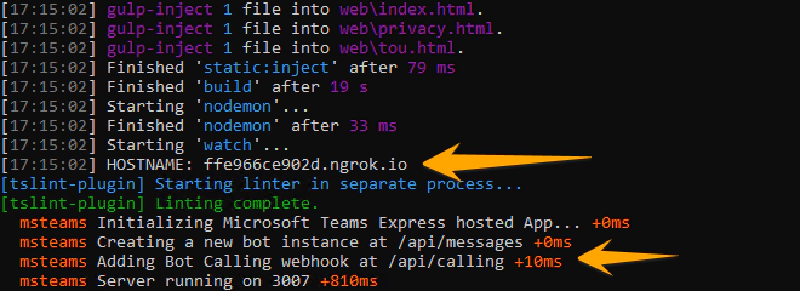 [17:15:02] gulp-inject 1 file into web\index.html.
[17:15:02] gulp-inject 1 file into web\privacy.html.
[17:15:02] gulp-inject 1 file into web\tou.html.
[17:15:02] Finished 'static:inject' after 79 ms
[17:15:02] Finished 'build' after 19 s
[17:15:02] Starting 'nodemon'...
[17:15:02] Finished 'nodemon' after 33 ms
[17:15:02] Starting 'watch'...
[17:15:02] HOSTNAME: ffe966ce902d.ngrok.io
[tslint-plugin] Starting linter in separate process...
[tslint-plugin] Linting complete.
msteams Initializing Microsoft Teams Express hosted App... +0ms
msteams Creating a new bot instance at /api/messages +0ms
msteams Adding Bot Calling webhook at /api/calling +10ms
msteams Server running on 3007 +810ms